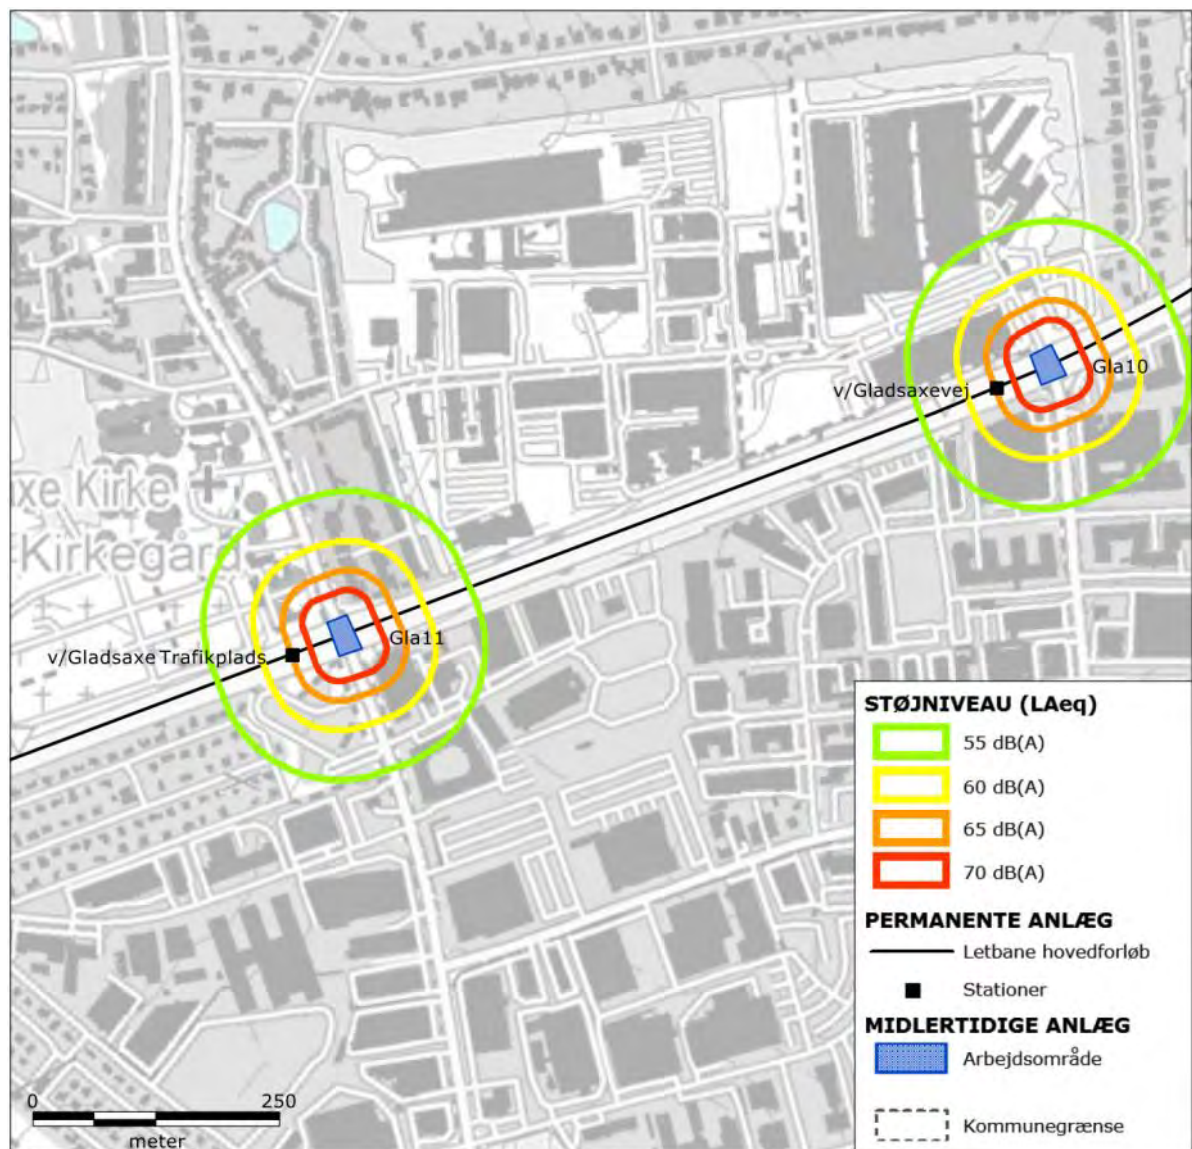 v/Gladsaxevej
Gla10
axe Kirke
Kirkegård
Gla11
v/Gladsaxe Trafikplads
STØJNIVEAU (LAeq)
55 dB(A)
60 dB(A)
65 dB(A)
70 dB(A)
PERMANENTE ANLÆG
Letbane hovedforløb
Stationer
MIDLERTIDIGE ANLÆG
Arbejdsområde
Kommunegrænse
0 250
meter